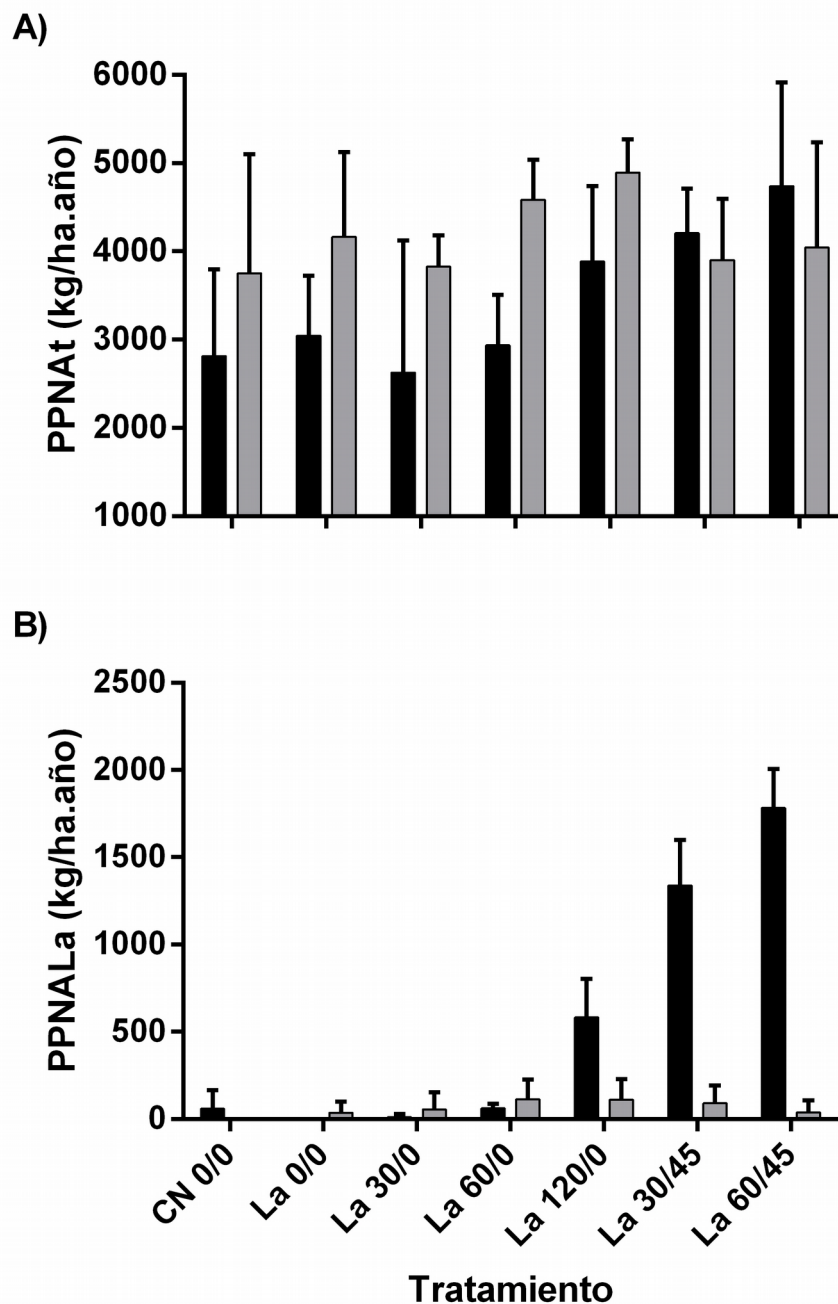 A)
PPNAt (kg/ha.año)
6000
5000
4000
3000
2000
1000
B)
PPNALa (kg/ha.año)
2500
2000
1500
1000
500
0
CN 0/0
La 0/0
La 30/0
La 60/0
La 120/0
La 30/45
La 60/45
Tratamiento